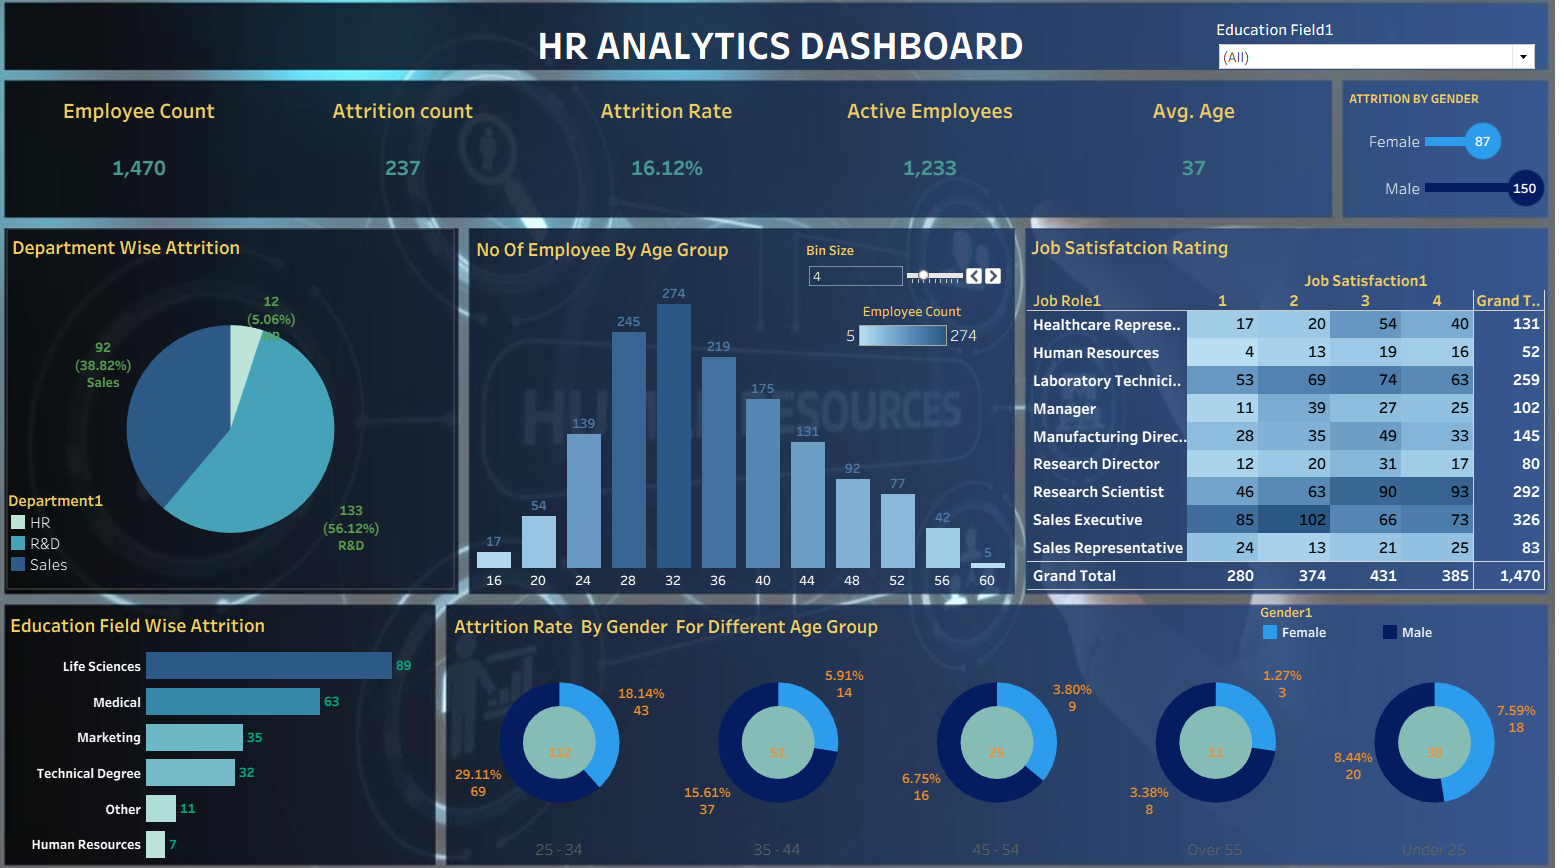 HR ANALYTICS DASHBOARD
Education Field1
(All)
Employee Count
Attrition count
Attrition Rate
Active Employees
Avg. Age
1,470
237
16.12%
1,233
37
ATTRITION BY GENDER
Female 87
Male 150
Department Wise Attrition
12
(5.06%)
HR
92
(38.82%)
Sales
133
(56.12%)
R&D
Department1
HR
R&D
Sales
No Of Employee By Age Group
Bin Size
4
Employee Count
5 274
17 54 139 245 274 219 175 131 92 77 42 5
16 20 24 28 32 36 40 44 48 52 56 60
HUMAN RESOURCES
Job Satisfatcion Rating
Job Satisfaction1
Job Role1 1 2 3 4 Grand T..
Healthcare Represe.. 17 20 54 40 131
Human Resources 4 13 19 16 52
Laboratory Technici.. 53 69 74 63 259
Manager 11 39 27 25 102
Manufacturing Direc.. 28 35 49 33 145
Research Director 12 20 31 17 80
Research Scientist 46 63 90 93 292
Sales Executive 85 102 66 73 326
Sales Representative 24 13 21 25 83
Grand Total 280 374 431 385 1,470
Education Field Wise Attrition
Life Sciences 89
Medical 63
Marketing 35
Technical Degree 32
Other 11
Human Resources 7
Attrition Rate By Gender For Different Age Group
Gender1
Female Male
18.14%
43
112
29.11%
69
25 - 34
5.91%
14
51
15.61%
37
35 - 44
3.80%
9
25
6.75%
16
45 - 54
1.27%
3
11
3.38%
8
Over 55
7.59%
18
38
8.44%
20
Under 25